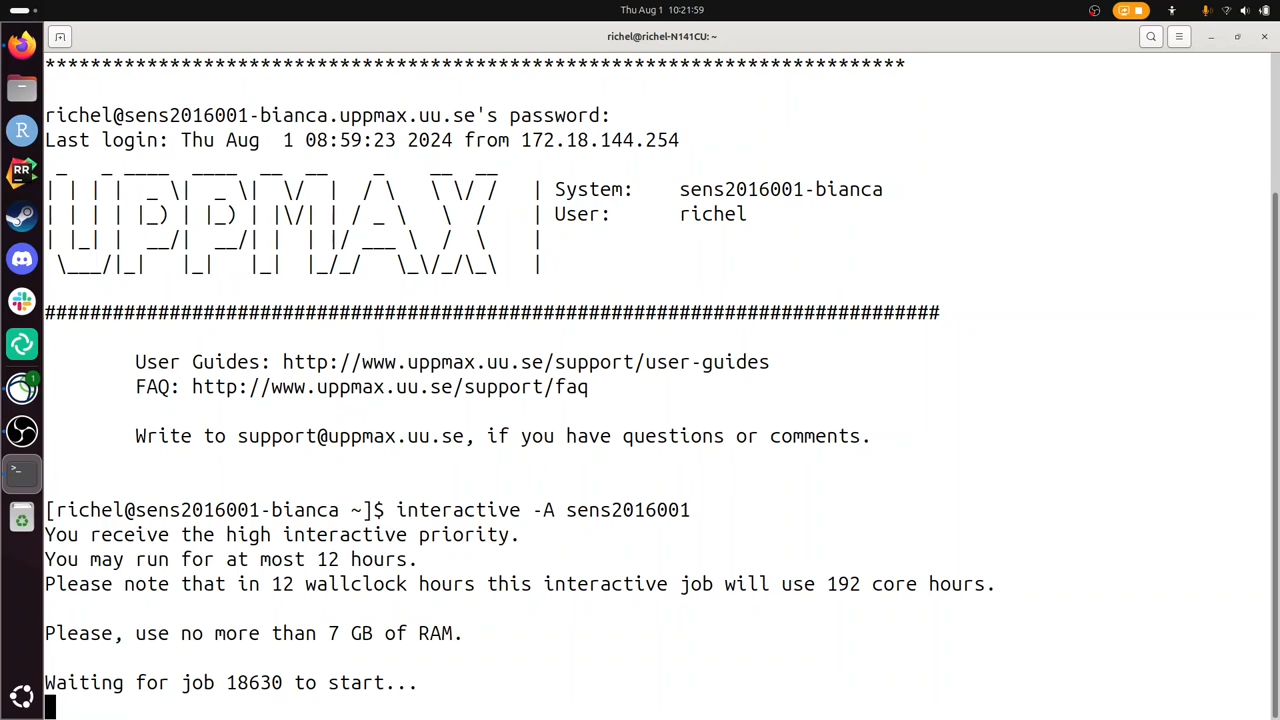 Thu Aug 1 10:21:59
richel@richel-N141CU: ~
********************************************************************************
richel@sens2016001-bianca.uppmax.uu.se's password:
Last login: Thu Aug  1 08:59:23 2024 from 172.18.144.254
UPPMAX
| System:    sens2016001-bianca
| User:      richel
|
|
################################################################################
User Guides: http://www.uppmax.uu.se/support/user-guides
FAQ: http://www.uppmax.uu.se/support/faq
Write to support@uppmax.uu.se, if you have questions or comments.
[richel@sens2016001-bianca ~]$ interactive -A sens2016001
You receive the high interactive priority.
You may run for at most 12 hours.
Please note that in 12 wallclock hours this interactive job will use 192 core hours.
Please, use no more than 7 GB of RAM.
Waiting for job 18630 to start...
R
RR
>_
1